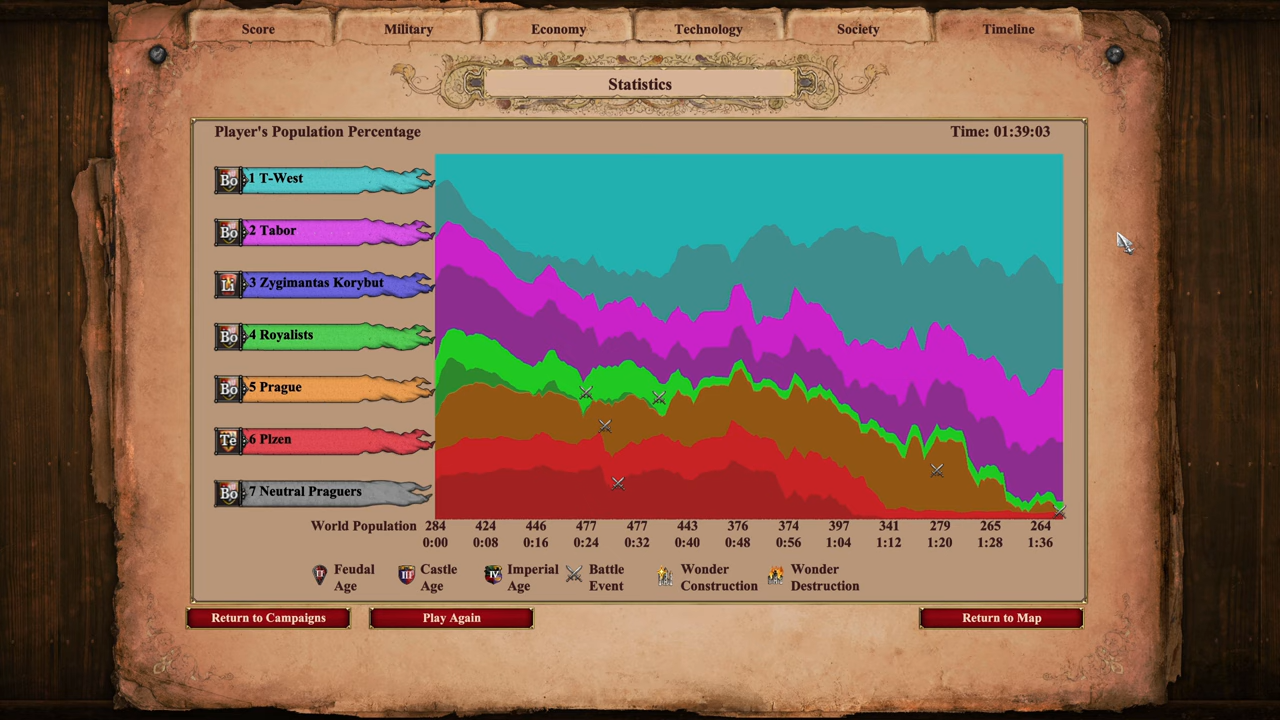 Score Military Economy Technology Society Timeline
Statistics
Player's Population Percentage Time: 01:39:03
Bo 1 T-West
Bo 2 Tabor
Li 3 Zygimantas Korybut
Bo 4 Royalists
Bo 5 Prague
Te 6 Plzen
Bo 7 Neutral Praguers
World Population 284 424 446 477 477 443 376 374 397 341 279 265 264
0:00 0:08 0:16 0:24 0:32 0:40 0:48 0:56 1:04 1:12 1:20 1:28 1:36
II Feudal Age
III Castle Age
IV Imperial Age
Battle Event
Wonder Construction
Wonder Destruction
Return to Campaigns Play Again Return to Map